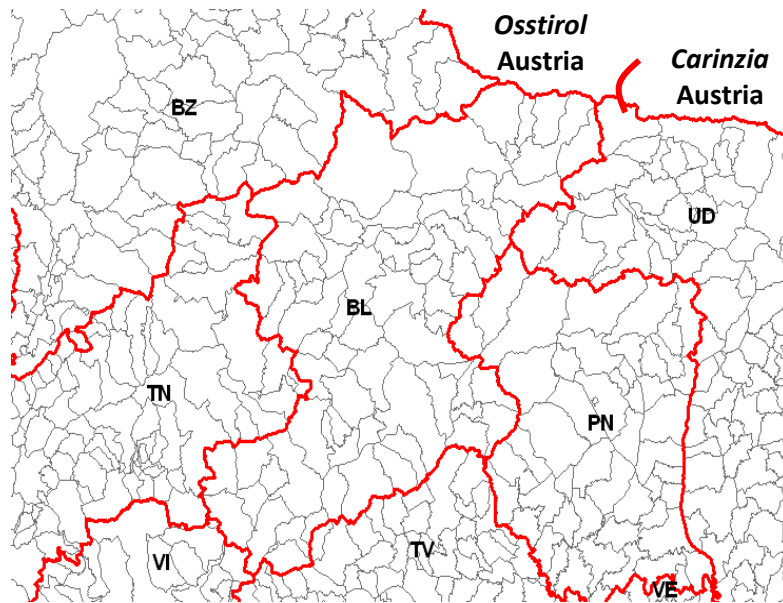 Osstirol
Austria
Carinzia
Austria
BZ
UD
BL
TN
PN
VI
TV
VE